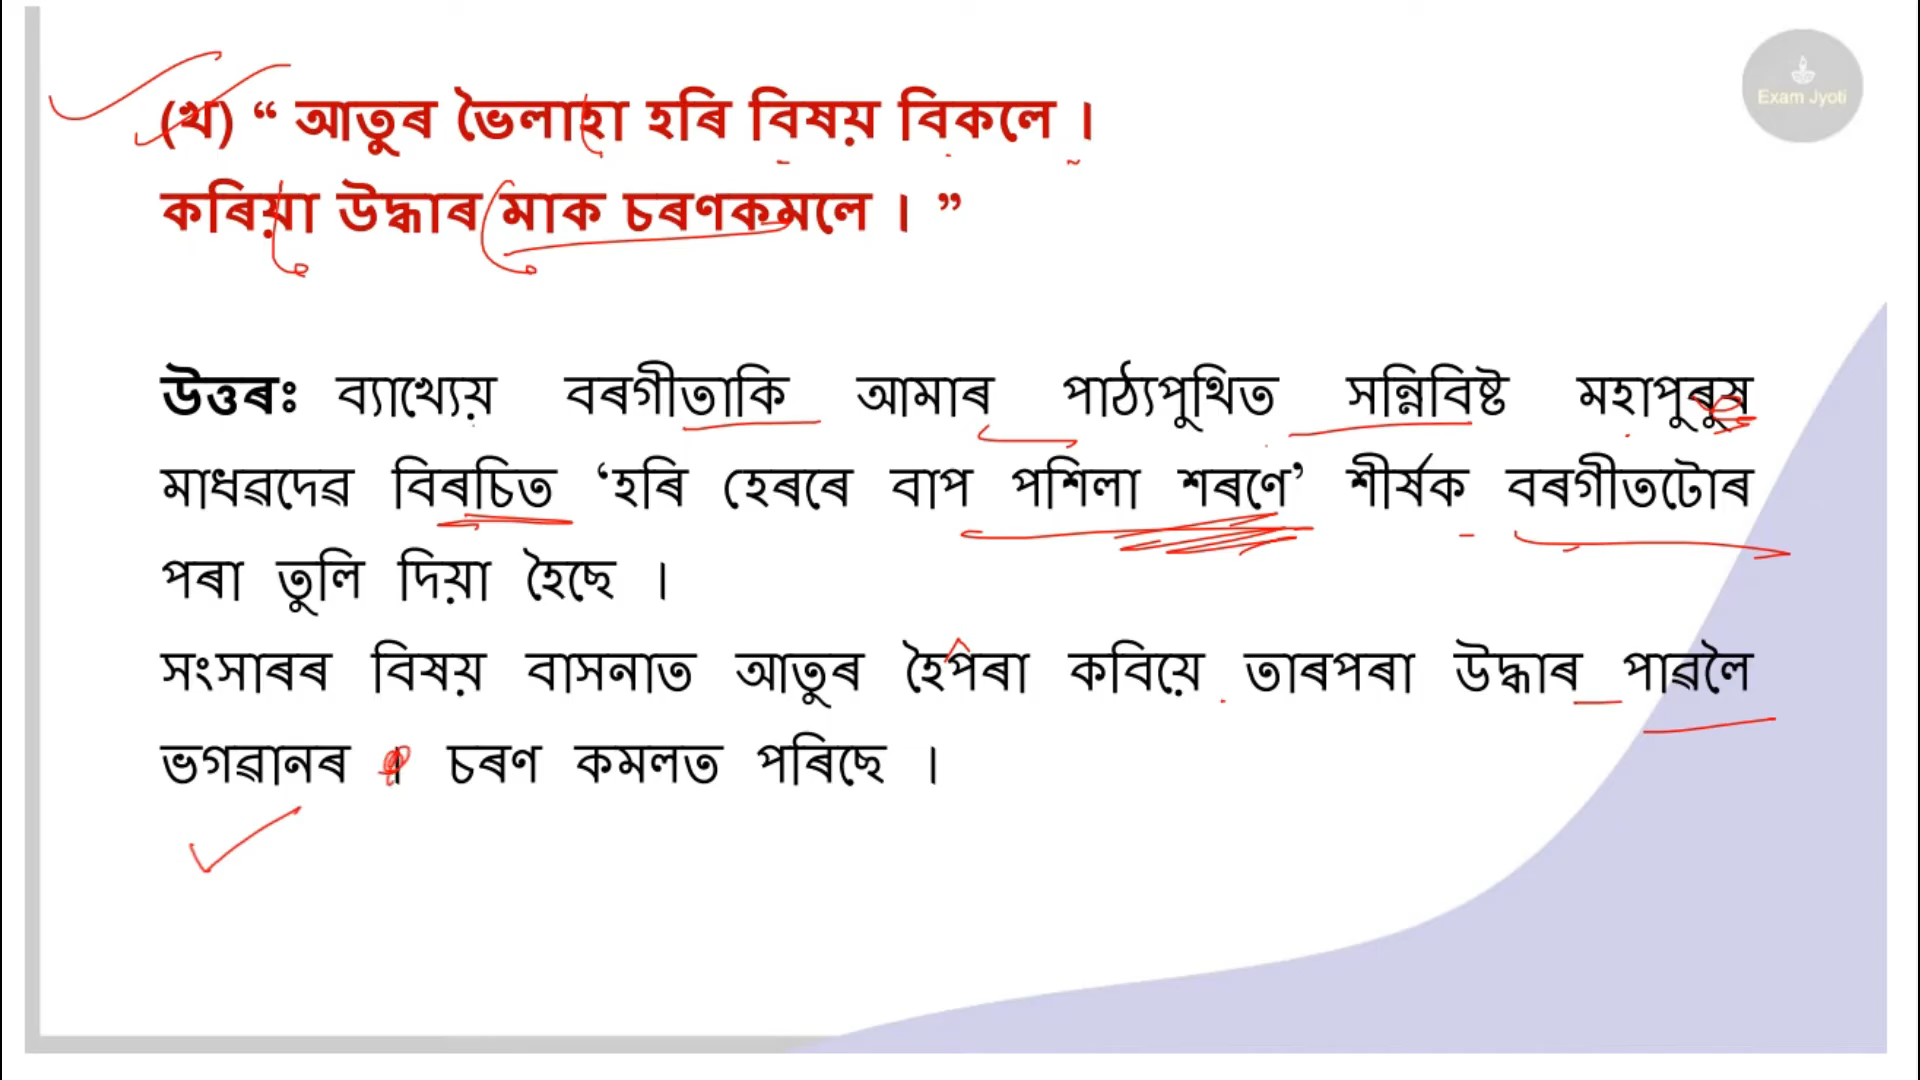 Exam Jyoti
(খ) “ আতুৰ ভৈলাহা হৰি বিষয় বিকলে ।
কৰিয়া উদ্ধাৰ মাক চৰণকমলে । ”
উত্তৰঃ ব্যাখ্যেয় বৰগীতাকি আমাৰ পাঠ্যপুথিত সন্নিবিষ্ট মহাপুৰুষ
মাধৱদেৱ বিৰচিত ‘হৰি হেৰৰে বাপ পশিলা শৰণে’ শীৰ্ষক বৰগীতটোৰ
পৰা তুলি দিয়া হৈছে ।
সংসাৰৰ বিষয় বাসনাত আতুৰ হৈপৰা কবিয়ে তাৰপৰা উদ্ধাৰ পাৱলৈ
ভগৱানৰ । চৰণ কমলত পৰিছে ।